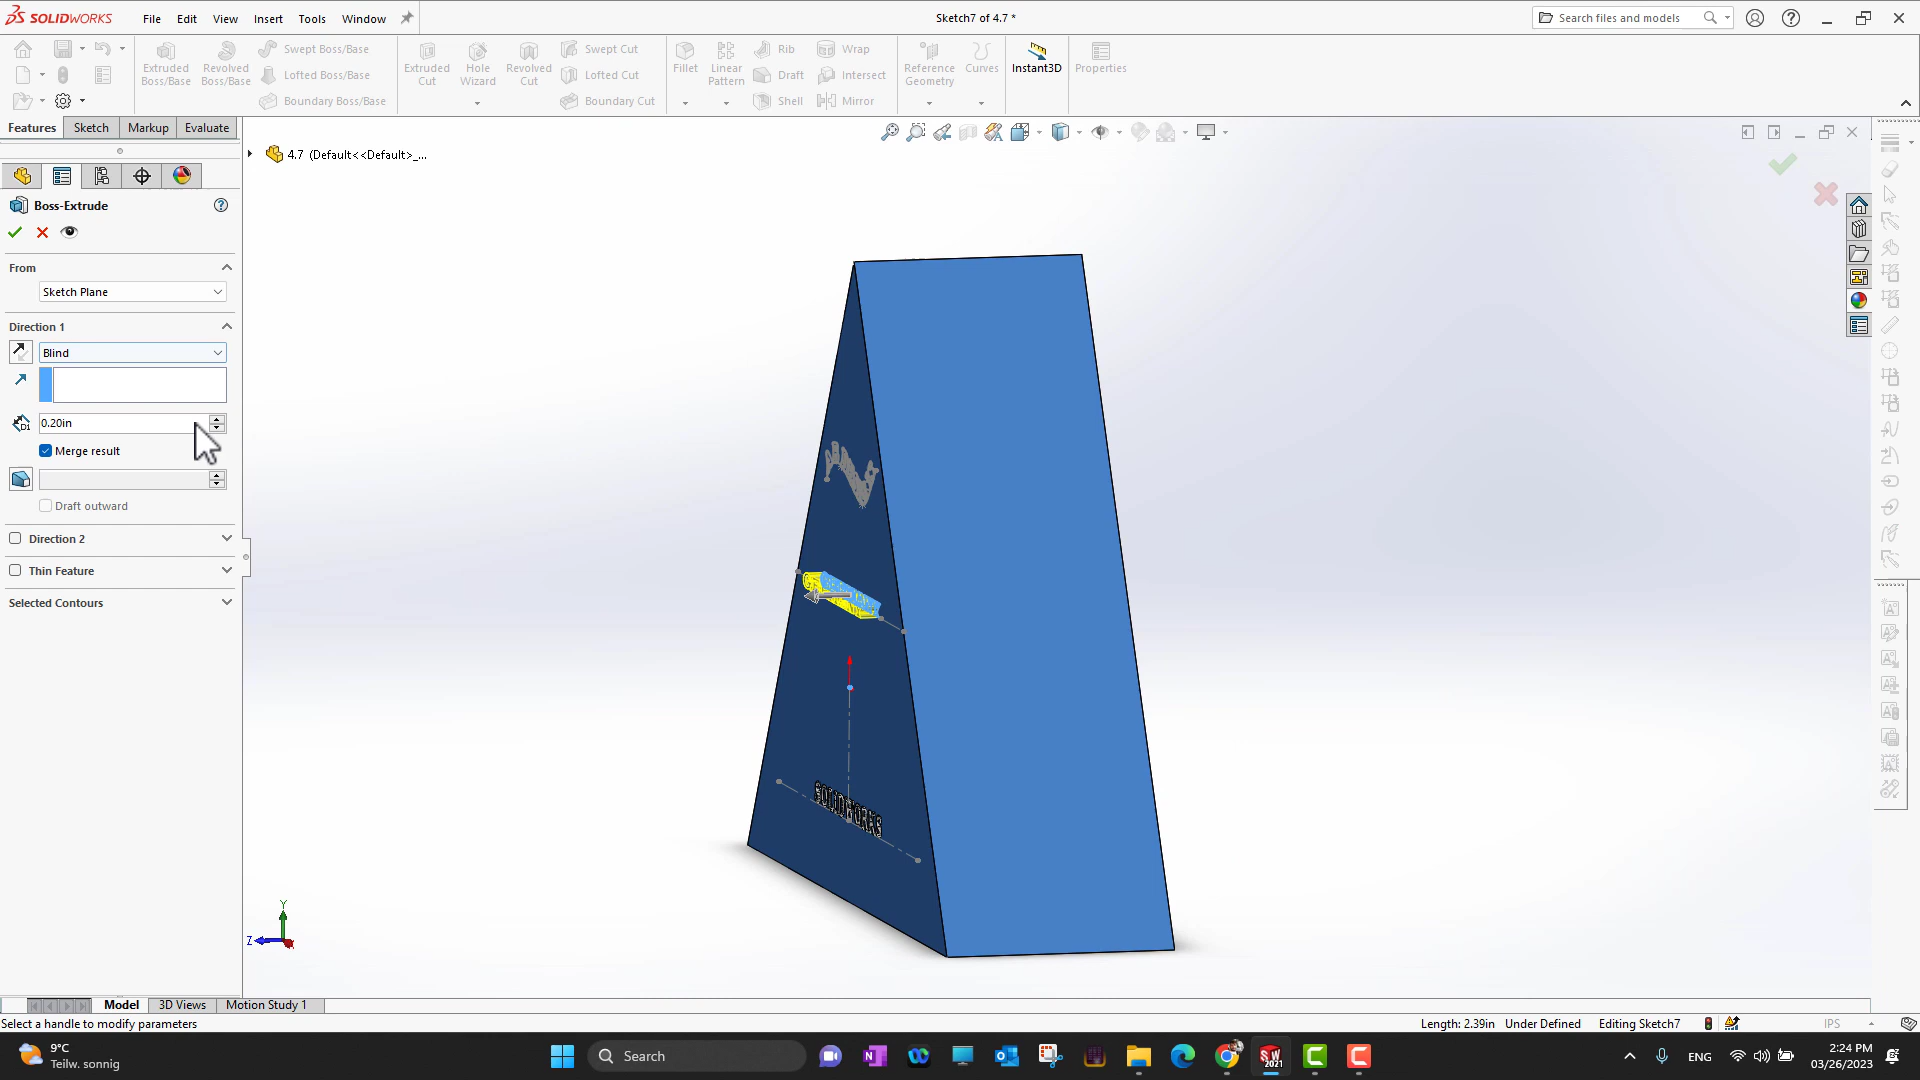 SOLIDWORKS
File Edit View Insert Tools Window
Sketch7 of 4.7 *
Search files and models
Extruded Boss/Base
Revolved Boss/Base
Swept Boss/Base
Lofted Boss/Base
Boundary Boss/Base
Extruded Cut
Hole Wizard
Revolved Cut
Swept Cut
Lofted Cut
Boundary Cut
Fillet
Linear Pattern
Rib
Draft
Shell
Wrap
Intersect
Mirror
Reference Geometry
Curves
Instant3D
Properties
Features Sketch Markup Evaluate
4.7 (Default<<Default>_...
Boss-Extrude
From
Sketch Plane
Direction 1
Blind
D1
0.20in
Merge result
Draft outward
Direction 2
Thin Feature
Selected Contours
SOLIDWORKS
Y
Z
Model 3D Views Motion Study 1
Select a handle to modify parameters
Length: 2.39in Under Defined Editing Sketch7 IPS
9°C
Teilw. sonnig
Search
SW
2021
ENG
2:24 PM
03/26/2023